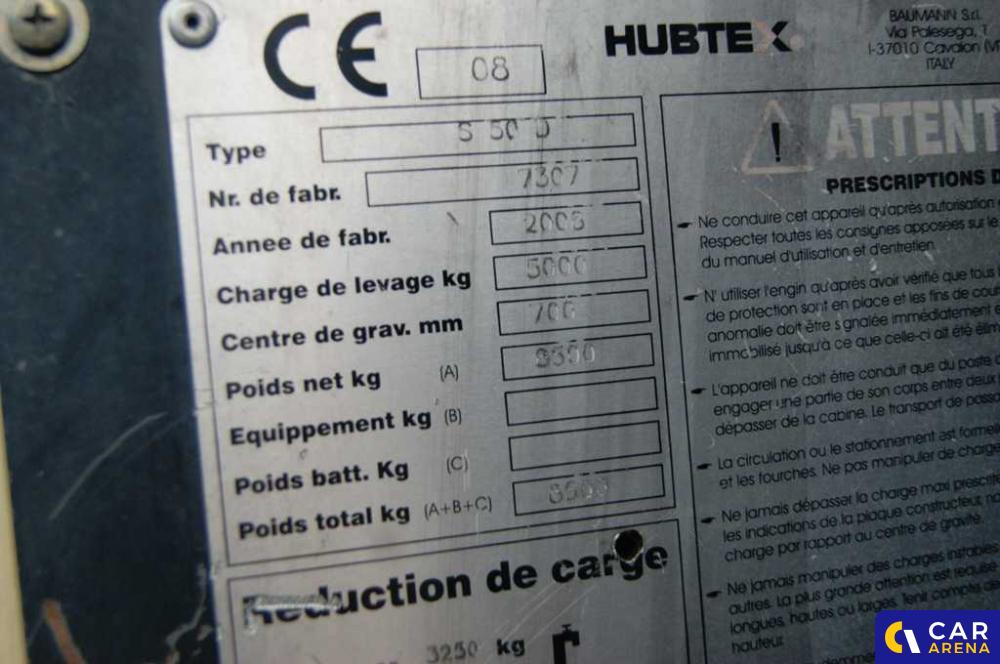 CE
08
HUBTEX
BAUMANN S.r.l.
Via Palesega, 1
I-37010 Cavaion (V
ITALY
Type S 50 D
Nr. de fabr. 7307
Annee de fabr.
Charge de levage kg 5000
Centre de grav. mm 700
Poids net kg (A)
Equippement kg (B)
Poids batt. Kg (C)
Poids total kg (A+B+C)
Reduction de carge
3250 kg
ATTENT
PRESCRIPTIONS D
Ne conduire cet appareil qu'après autorisation
Respecter toutes les consignes apposées sur le
du manuel d'utilisation et d'entretien.
N' utiliser l'engin qu'après avoir vérifié que tous
de protection sont en place et les fins de cou
anomalie doit être signalée immédiatement e
immobilisé jusqu'à ce que celle-ci ait été élim
L'appareil ne doit être conduit que du poste
engager une partie de son corps entre deux
dépasser de la cabine. Le transport de passa
La circulation ou le stationnement est forme
et les fourches. Ne pas manipuler de charge
Ne jamais dépasser la charge maxi prescrit
les indications de la plaque constructeur,
charge par rapport au centre de gravité.
Ne jamais manipuler des charges instables
autres. La plus grande attention est requise
longues, hautes ou larges. Tenir compte de
hauteur.
CAR
ARENA